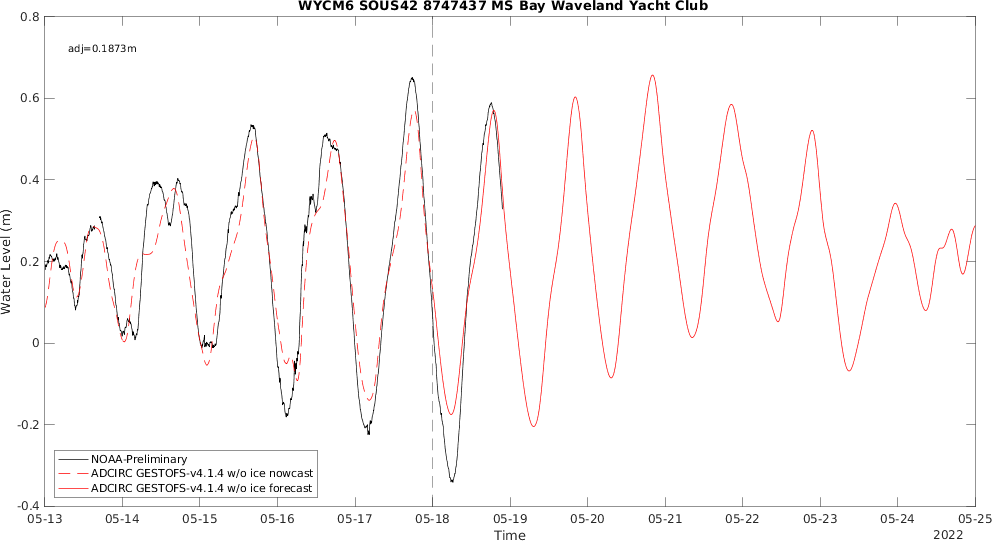 WYCM6 SOUS42 8747437 MS Bay Waveland Yacht Club
adj=0.1873m
0.8
0.6
0.4
0.2
0
-0.2
-0.4
Water Level (m)
NOAA-Preliminary
ADCIRC GESTOFS-v4.1.4 w/o ice nowcast
ADCIRC GESTOFS-v4.1.4 w/o ice forecast
05-13 05-14 05-15 05-16 05-17 05-18 05-19 05-20 05-21 05-22 05-23 05-24 05-25
Time
2022